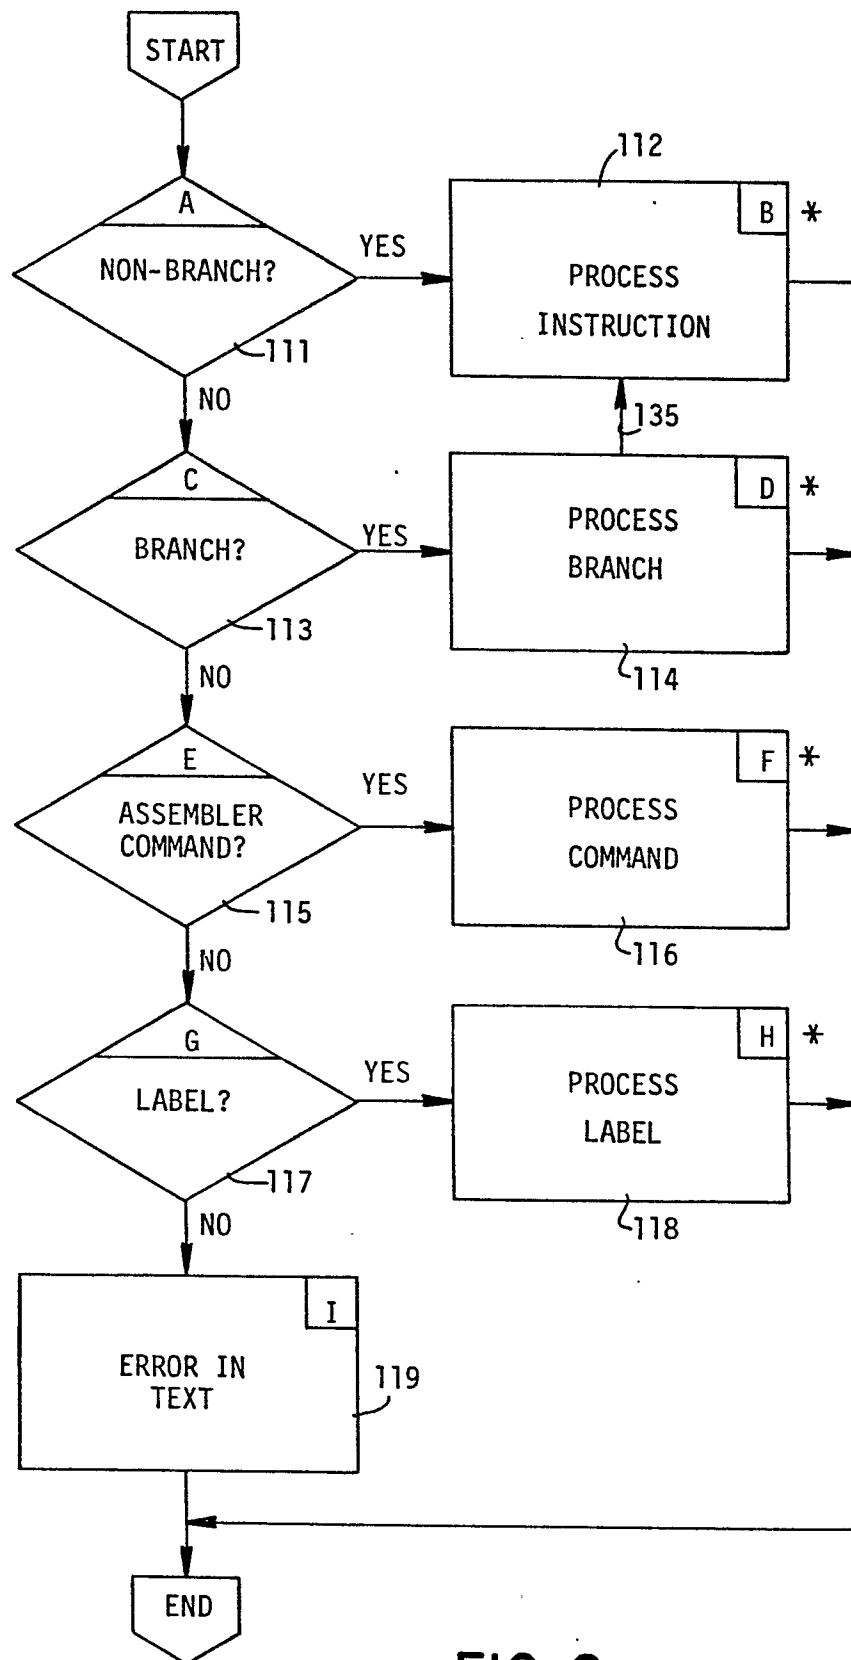 START
112
A
B *
NON-BRANCH?
YES
PROCESS
INSTRUCTION
111
NO
135
C
D *
BRANCH?
YES
PROCESS
BRANCH
113
114
NO
E
F *
ASSEMBLER
COMMAND?
YES
PROCESS
COMMAND
115
116
NO
G
H *
LABEL?
YES
PROCESS
LABEL
117
118
NO
I
ERROR IN
TEXT
119
END